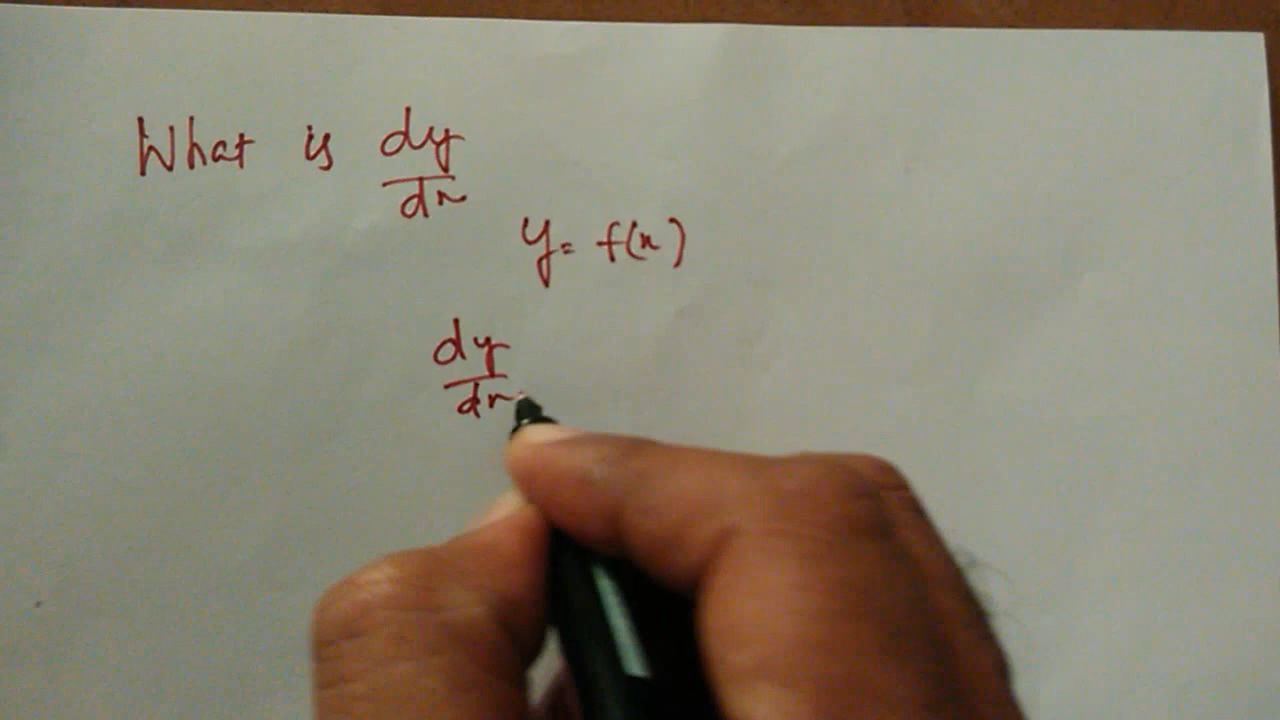 What is dy/dx
y = f(x)
dy/dx